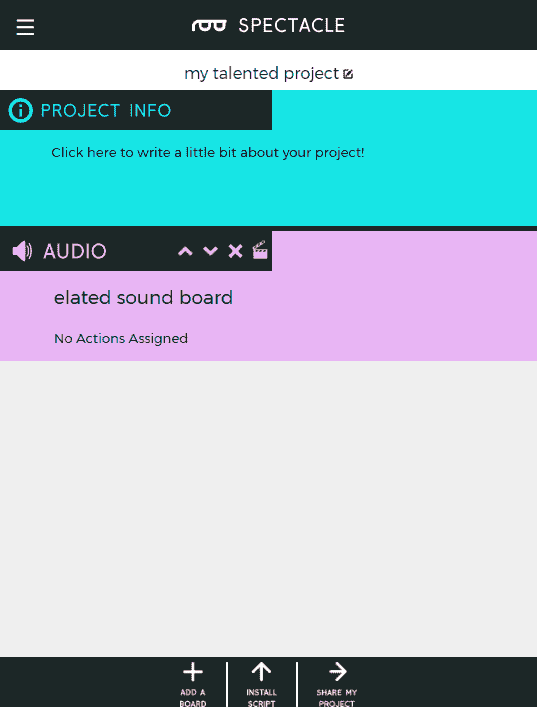 SPECTACLE
my talented project
PROJECT INFO
Click here to write a little bit about your project!
AUDIO
elated sound board
No Actions Assigned
ADD A
BOARD
INSTALL
SCRIPT
SHARE MY
PROJECT